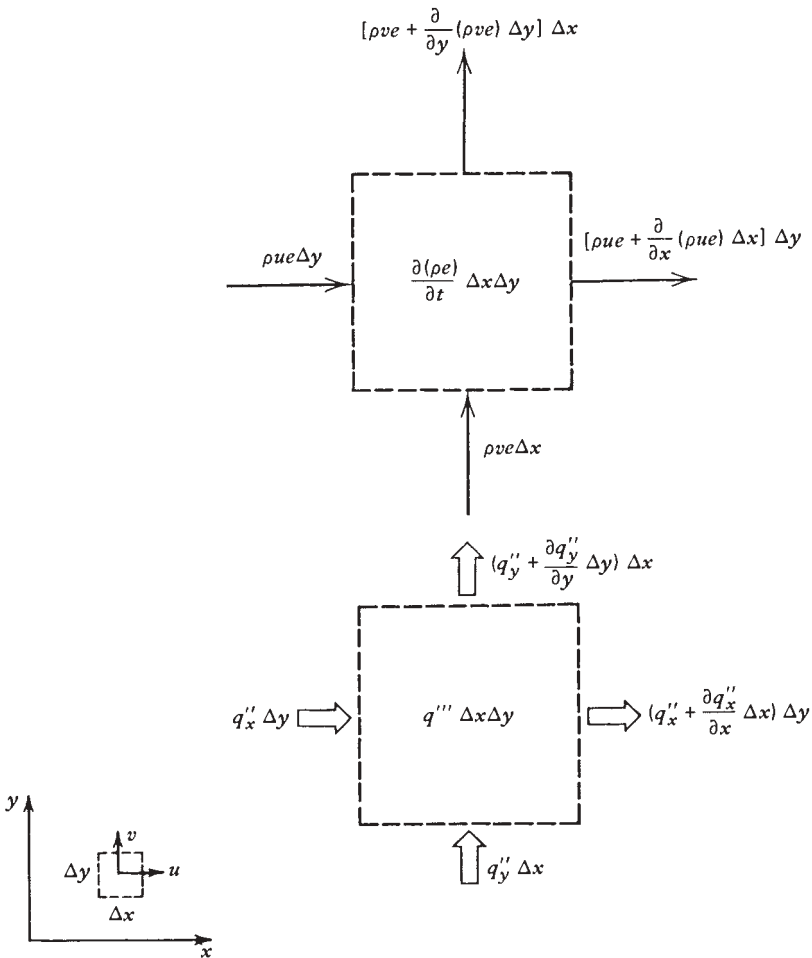 [ρve + ∂/∂y (ρve) Δy] Δx
ρueΔy
∂(ρe)/∂t ΔxΔy
[ρue + ∂/∂x (ρue) Δx] Δy
ρveΔx
(q''_y + ∂q''_y/∂y Δy) Δx
q''_x Δy
q''' ΔxΔy
(q''_x + ∂q''_x/∂x Δx) Δy
q''_y Δx
y
v
Δy
u
Δx
x